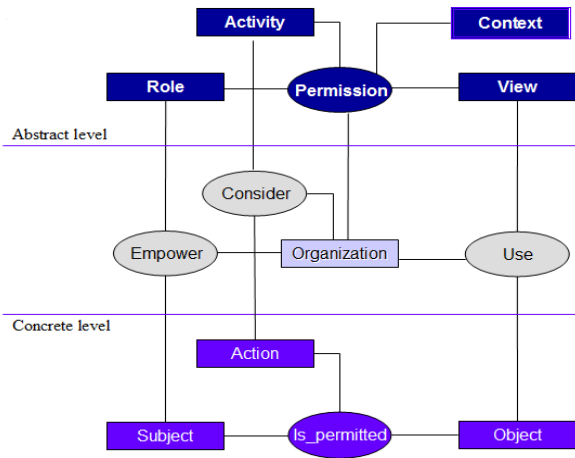 Activity
Context
Role
Permission
View
Abstract level
Consider
Empower
Organization
Use
Concrete level
Action
Subject
Is_permitted
Object